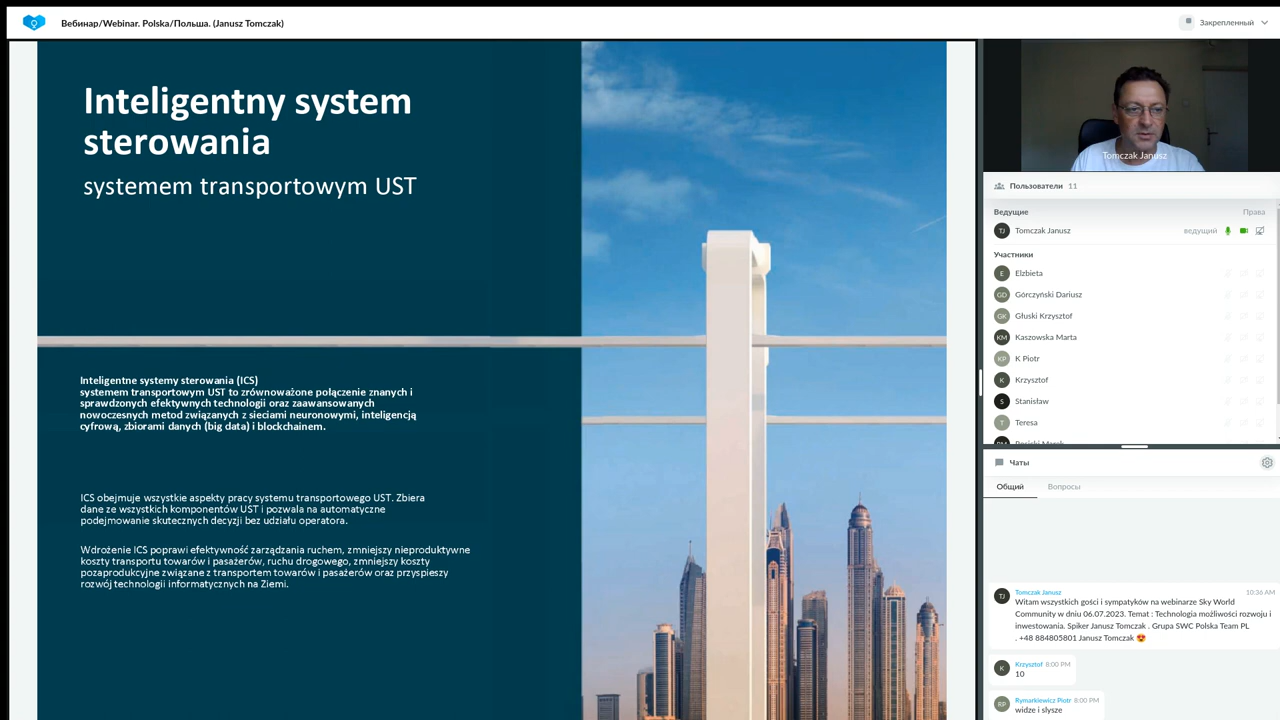 Вебинар/Webinar. Polska/Польша. (Janusz Tomczak)
Закрепленный
Inteligentny system
sterowania
systemem transportowym UST
Inteligentne systemy sterowania (ICS)
systemem transportowym UST to zrównoważone połączenie znanych i
sprawdzonych efektywnych technologii oraz zaawansowanych
nowoczesnych metod związanych z sieciami neuronowymi, inteligencją
cyfrową, zbiorami danych (big data) i blockchainem.
ICS obejmuje wszystkie aspekty pracy systemu transportowego UST. Zbiera
dane ze wszystkich komponentów UST i pozwala na automatyczne
podejmowanie skutecznych decyzji bez udziału operatora.
Wdrożenie ICS poprawi efektywność zarządzania ruchem, zmniejszy nieproduktywne
koszty transportu towarów i pasażerów, ruchu drogowego, zmniejszy koszty
pozaprodukcyjne związane z transportem towarów i pasażerów oraz przyspieszy
rozwój technologii informatycznych na Ziemi.
Tomczak Janusz
Пользователи 11
Ведущие Права
TJ Tomczak Janusz ведущий
Участники
E Elzbieta
GD Górczyński Dariusz
GK Głuski Krzysztof
KM Kaszowska Marta
KP K Piotr
K Krzysztof
S Stanisław
T Teresa
Чаты
Общий Вопросы
TJ Tomczak Janusz 10:36 AM
Witam wszystkich gości i sympatyków na webinarze Sky World
Community w dniu 06.07.2023. Temat : Technologia możliwości rozwoju i
inwestowania. Spiker Janusz Tomczak . Grupa SWC Polska Team PL
. +48 884805801 Janusz Tomczak 😍
K Krzysztof 8:00 PM
10
RP Rymarkiewicz Piotr 8:00 PM
widze i slysze